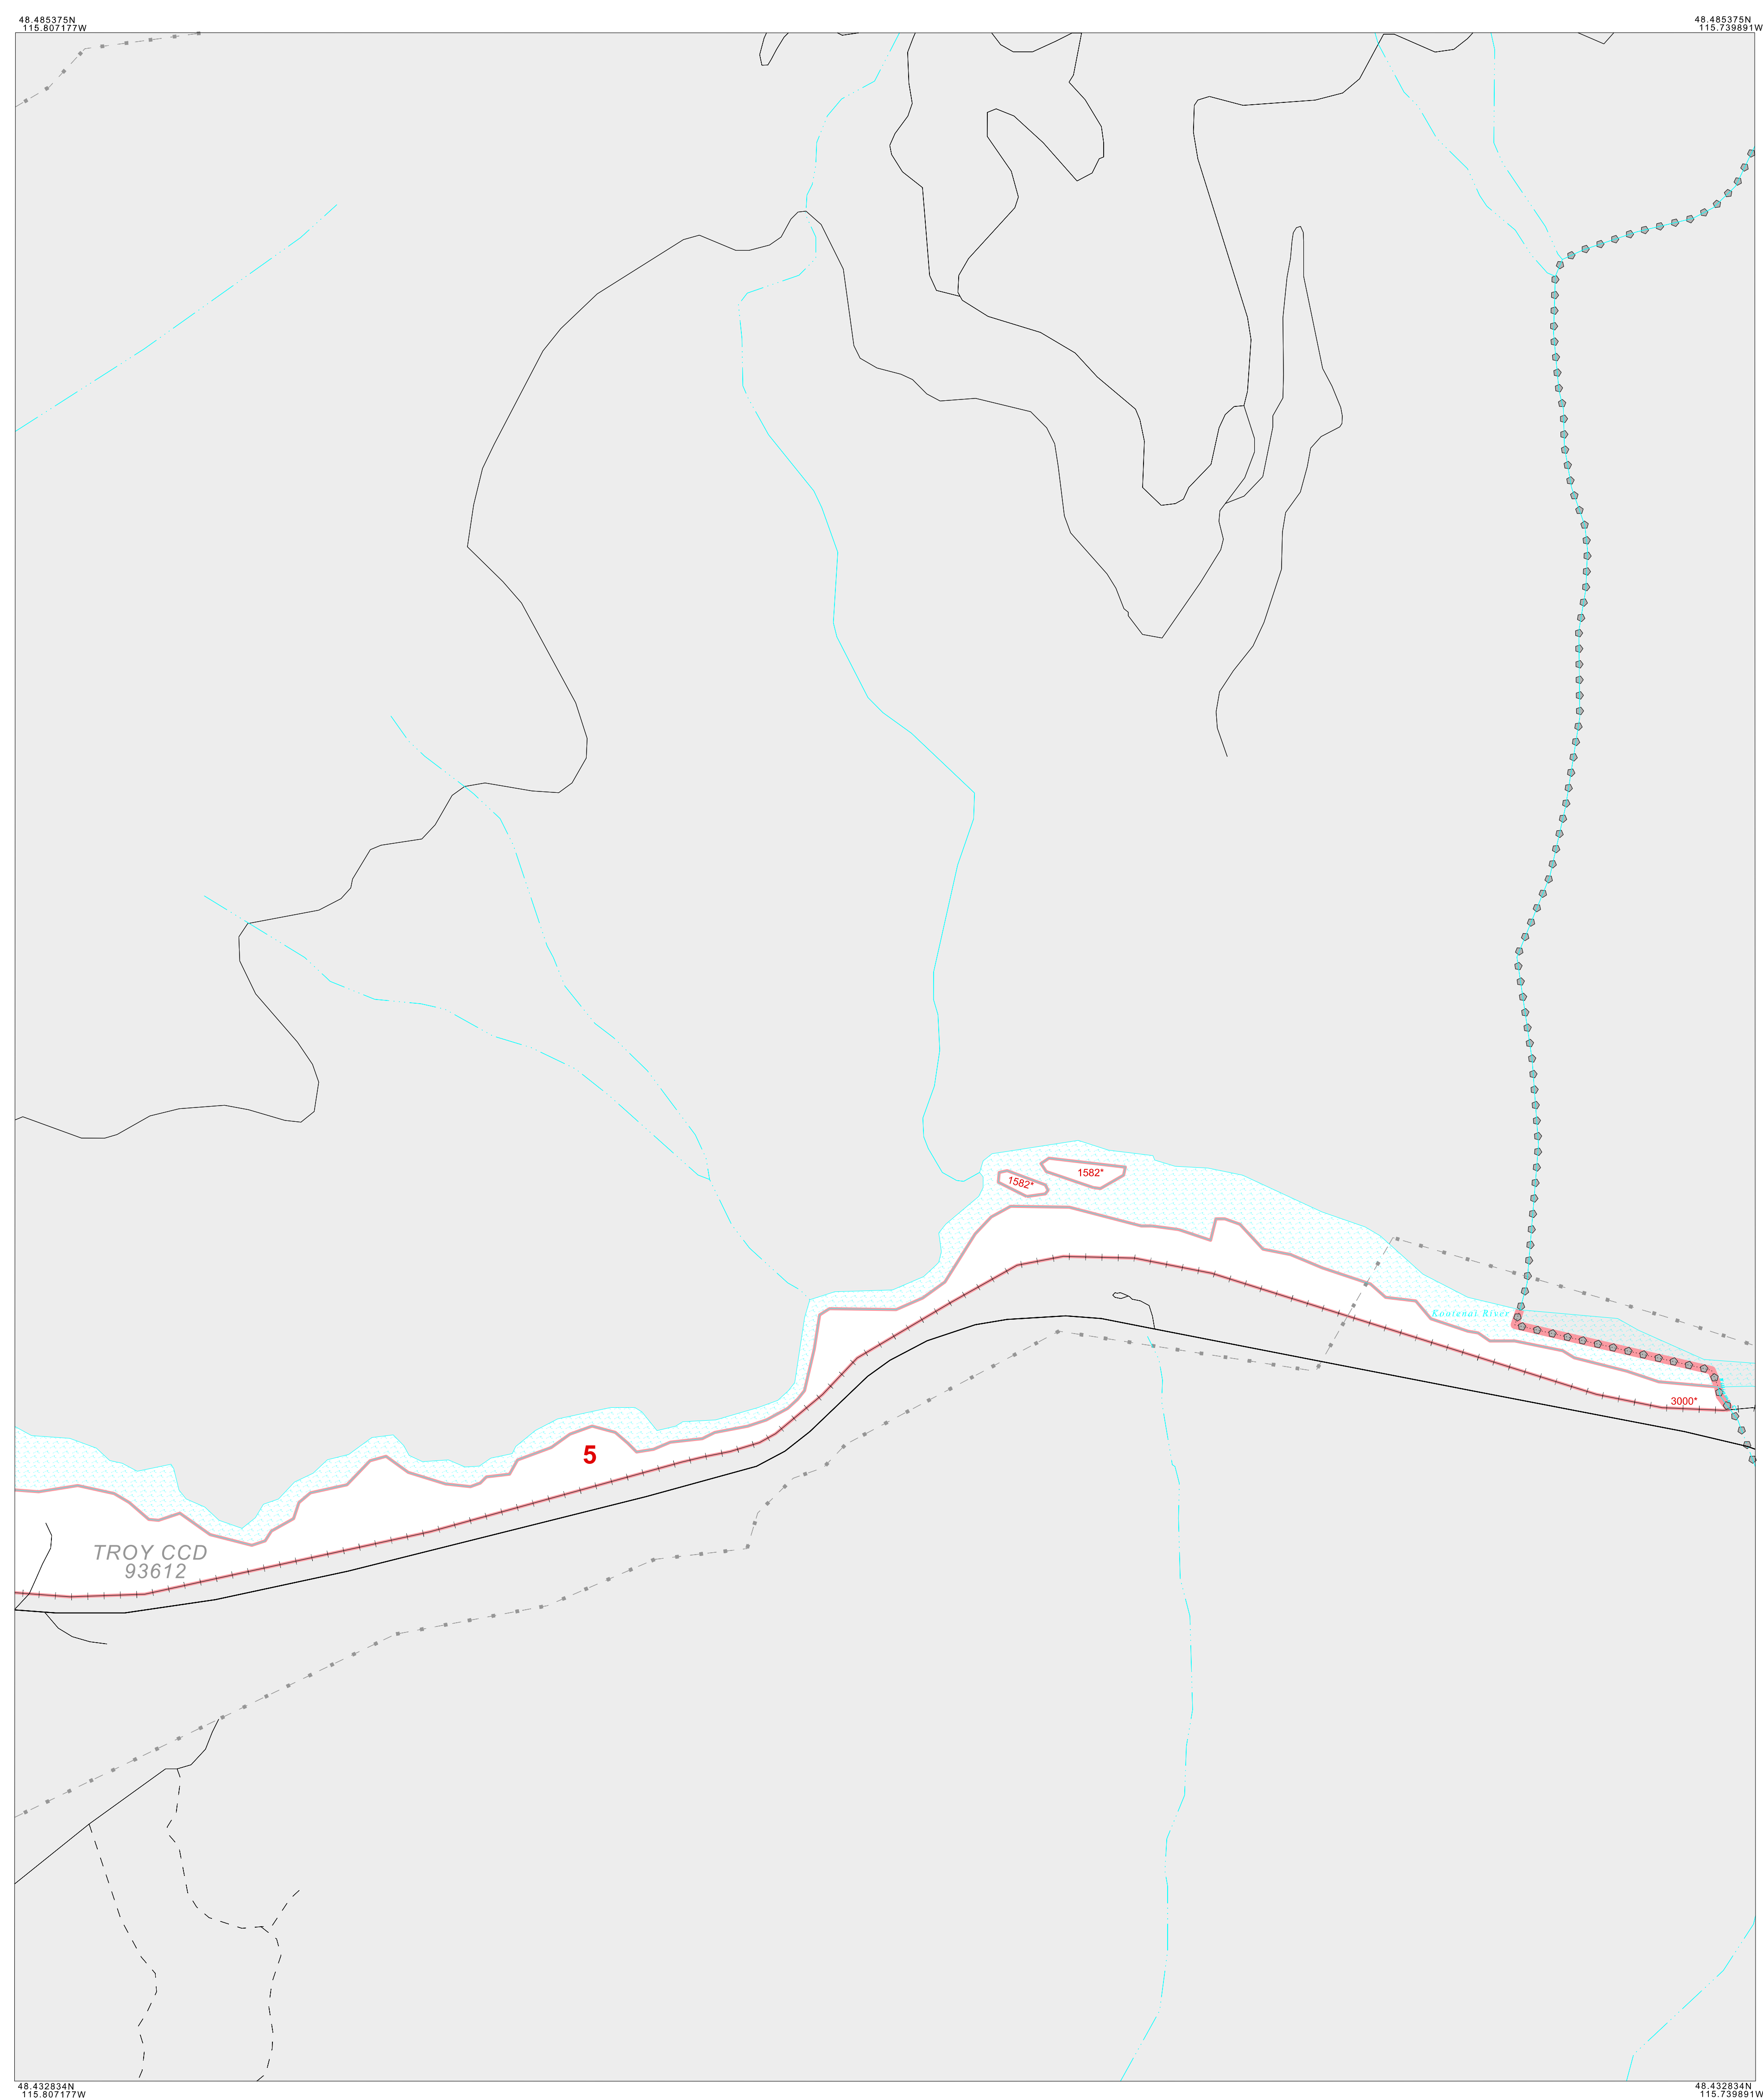 48.485375N
115.807177W
48.485375N
115.739891W
1582*
1582*
Kootenai River
3000*
5
TROY CCD
93612
48.432834N
115.807177W
48.432834N
115.739891W